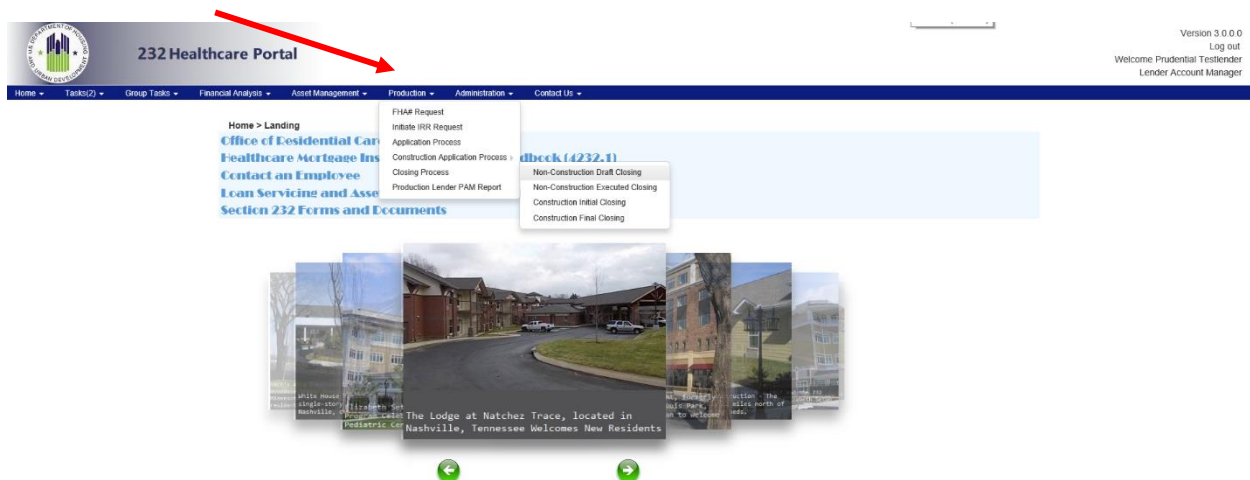 232 Healthcare Portal
Version 3.0.0.0
Log out
Welcome Prudential Testlender
Lender Account Manager
Home Tasks(2) Group Tasks Financial Analysis Asset Management Production Administration Contact Us
FHA# Request
Initiate IRR Request
Application Process
Construction Application Process
Closing Process
Production Lender PAM Report
Non-Construction Draft Closing
Non-Construction Executed Closing
Construction Initial Closing
Construction Final Closing
Home > Landing
Office of Residential Car
Healthcare Mortgage Ins dbook (4232.1)
Contact an Employee
Loan Servicing and Asse
Section 232 Forms and Documents
The Lodge at Natchez Trace, located in
Nashville, Tennessee Welcomes New Residents